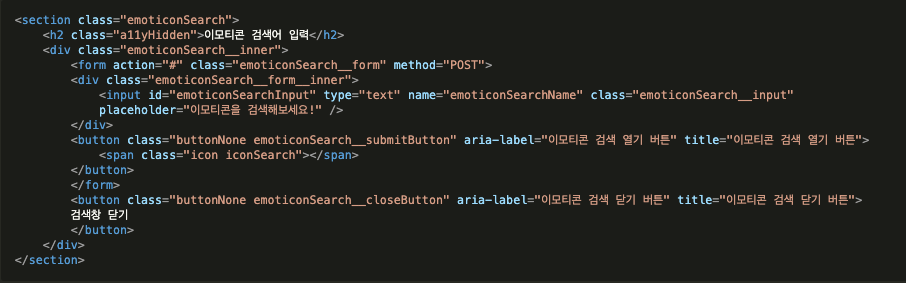 <section class="emoticonSearch">
<h2 class="a11yHidden">이모티콘 검색어 입력</h2>
<div class="emoticonSearch__inner">
<form action="#" class="emoticonSearch__form" method="POST">
<div class="emoticonSearch__form__inner">
<input id="emoticonSearchInput" type="text" name="emoticonSearchName" class="emoticonSearch__input"
placeholder="이모티콘을 검색해보세요!" />
</div>
<button class="buttonNone emoticonSearch__submitButton" aria-label="이모티콘 검색 열기 버튼" title="이모티콘 검색 열기 버튼">
<span class="icon iconSearch"></span>
</button>
</form>
<button class="buttonNone emoticonSearch__closeButton" aria-label="이모티콘 검색 닫기 버튼" title="이모티콘 검색 닫기 버튼">
검색창 닫기
</button>
</div>
</section>